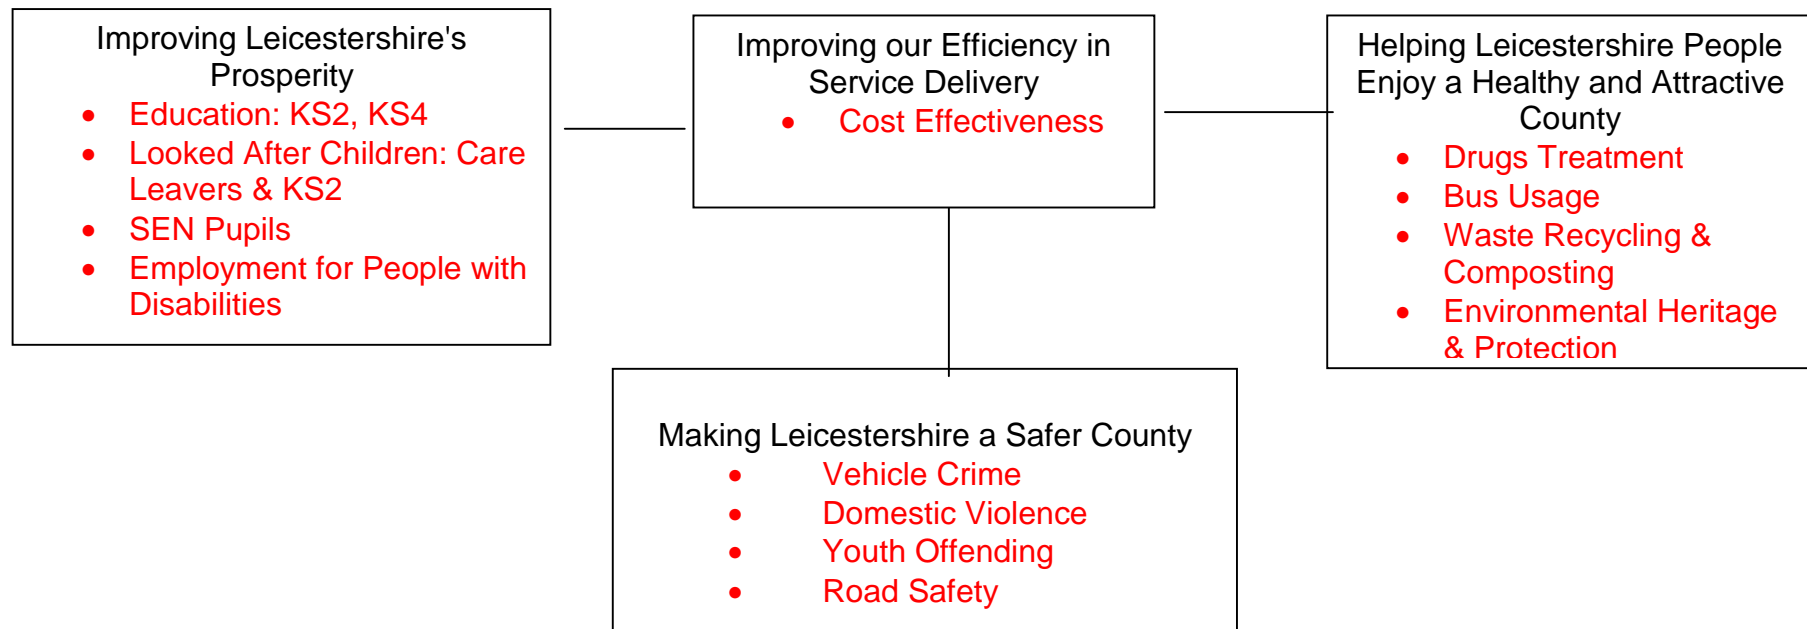 Improving Leicestershire's
Prosperity
• Education: KS2, KS4
• Looked After Children: Care
Leavers & KS2
• SEN Pupils
• Employment for People with
Disabilities
Improving our Efficiency in
Service Delivery
• Cost Effectiveness
Helping Leicestershire People
Enjoy a Healthy and Attractive
County
• Drugs Treatment
• Bus Usage
• Waste Recycling &
Composting
• Environmental Heritage
& Protection
Making Leicestershire a Safer County
• Vehicle Crime
• Domestic Violence
• Youth Offending
• Road Safety